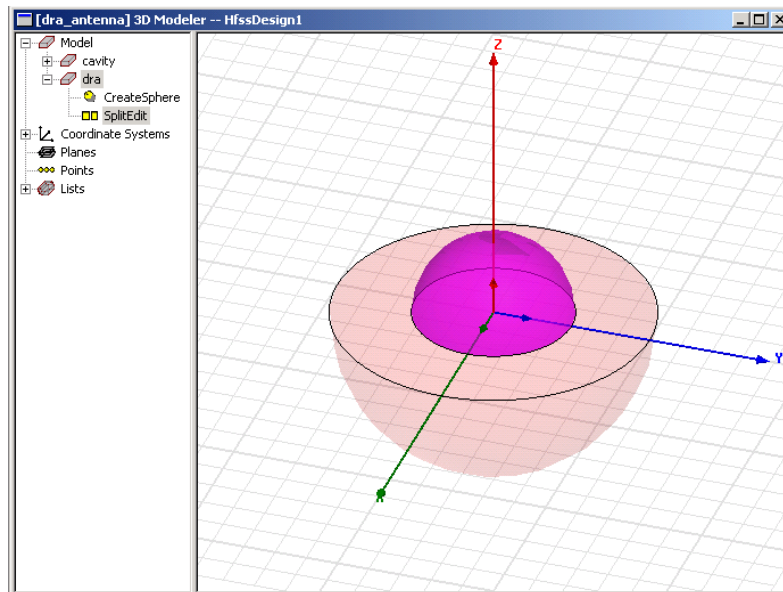 [dra_antenna] 3D Modeler -- HfssDesign1
Model
cavity
dra
CreateSphere
SplitEdit
Coordinate Systems
Planes
Points
Lists
Z
Y
X